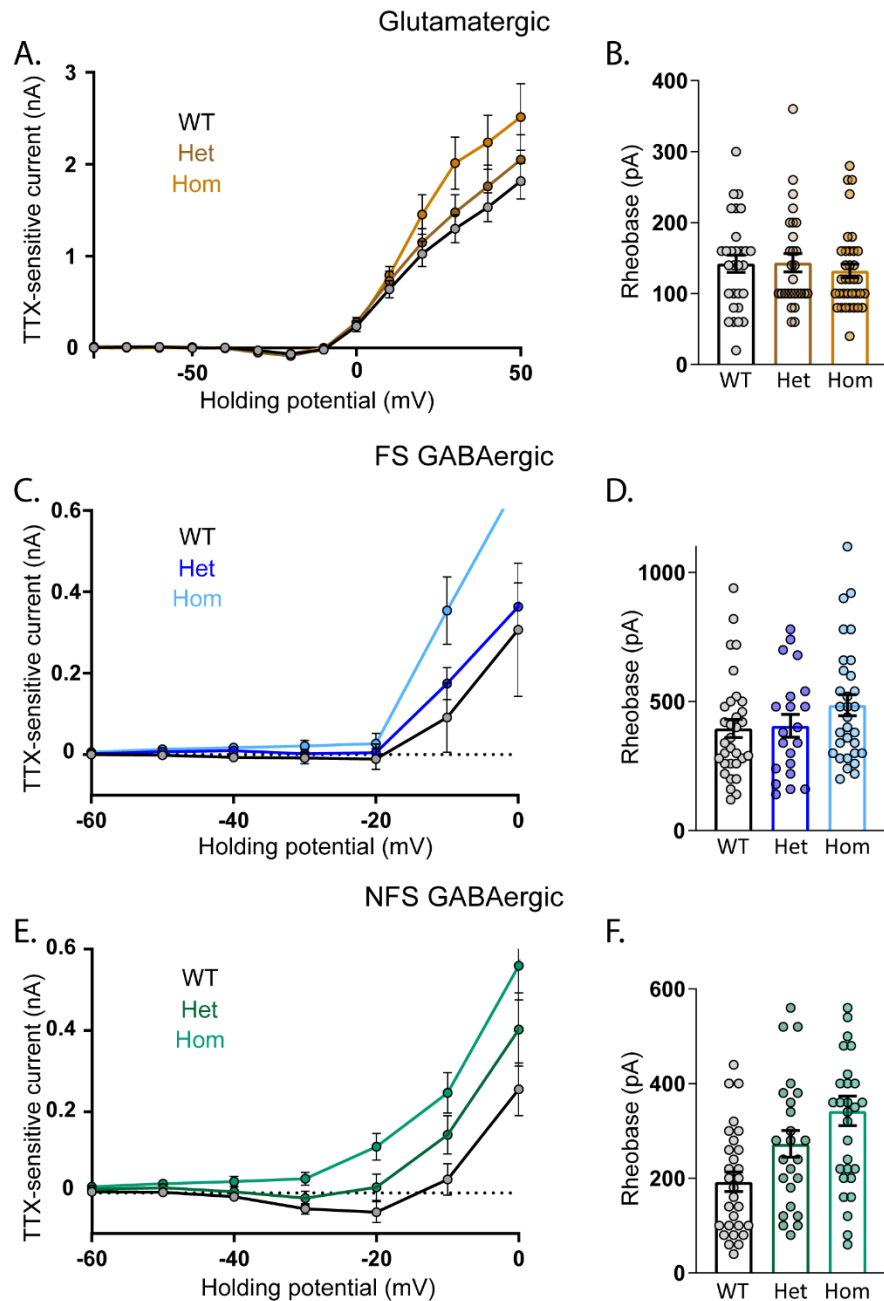 Glutamatergic
A.
TTX-sensitive current (nA)
3
2
1
0
WT
Het
Hom
-50
0
50
Holding potential (mV)
B.
Rheobase (pA)
400
300
200
100
0
WT
Het
Hom
FS GABAergic
C.
TTX-sensitive current (nA)
0.6
0.4
0.2
0
WT
Het
Hom
-60
-40
-20
0
Holding potential (mV)
D.
Rheobase (pA)
1000
500
0
WT
Het
Hom
NFS GABAergic
E.
TTX-sensitive current (nA)
0.6
0.4
0.2
0
WT
Het
Hom
-60
-40
-20
0
Holding potential (mV)
F.
Rheobase (pA)
600
400
200
0
WT
Het
Hom